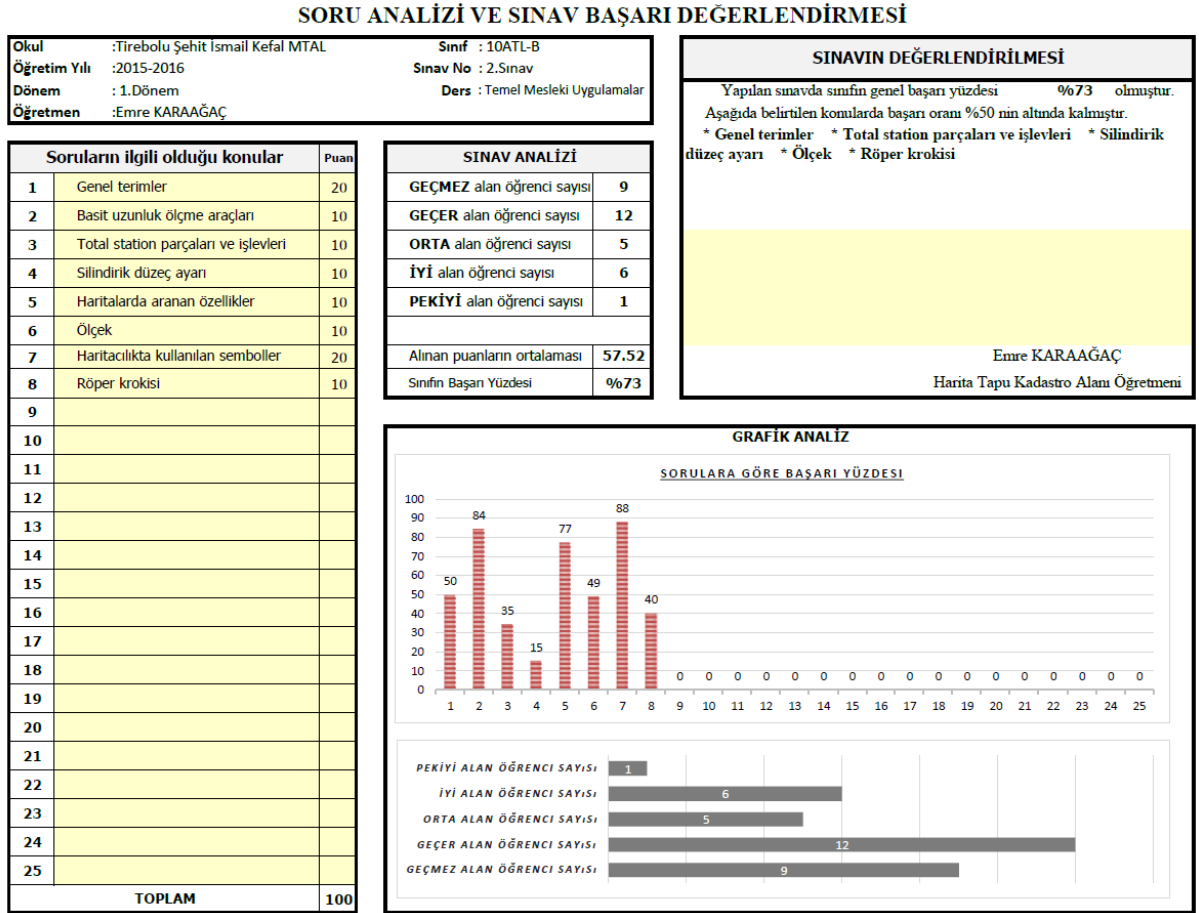 SORU ANALİZİ VE SINAV BAŞARI DEĞERLENDİRMESİ
Okul :Tirebolu Şehit İsmail Kefal MTAL Sınıf : 10ATL-B
Öğretim Yılı :2015-2016 Sınav No : 2.Sınav
Dönem : 1.Dönem Ders : Temel Mesleki Uygulamalar
Öğretmen :Emre KARAAĞAÇ
SINAVIN DEĞERLENDİRİLMESİ
Yapılan sınavda sınıfın genel başarı yüzdesi %73 olmuştur.
Aşağıda belirtilen konularda başarı oranı %50 nin altında kalmıştır.
* Genel terimler * Total station parçaları ve işlevleri * Silindirik
düzeç ayarı * Ölçek * Röper krokisi
Emre KARAAĞAÇ
Harita Tapu Kadastro Alanı Öğretmeni
Soruların ilgili olduğu konular Puan
1 Genel terimler 20
2 Basit uzunluk ölçme araçları 10
3 Total station parçaları ve işlevleri 10
4 Silindirik düzeç ayarı 10
5 Haritalarda aranan özellikler 10
6 Ölçek 10
7 Haritacılıkta kullanılan semboller 20
8 Röper krokisi 10
9
10
11
12
13
14
15
16
17
18
19
20
21
22
23
24
25
TOPLAM 100
SINAV ANALİZİ
GEÇMEZ alan öğrenci sayısı 9
GEÇER alan öğrenci sayısı 12
ORTA alan öğrenci sayısı 5
İYİ alan öğrenci sayısı 6
PEKİYİ alan öğrenci sayısı 1
Alınan puanların ortalaması 57.52
Sınıfın Başarı Yüzdesi %73
GRAFİK ANALİZ
SORULARA GÖRE BAŞARI YÜZDESI
100
90
80
70
60
50
40
30
20
10
0
50 84 35 15 77 49 88 40 0 0 0 0 0 0 0 0 0 0 0 0 0 0 0 0 0
1 2 3 4 5 6 7 8 9 10 11 12 13 14 15 16 17 18 19 20 21 22 23 24 25
PEKİYİ ALAN ÖĞRENCI SAYıSı 1
İYİ ALAN ÖĞRENCI SAYıSı 6
ORTA ALAN ÖĞRENCI SAYıSı 5
GEÇER ALAN ÖĞRENCI SAYıSı 12
GEÇMEZ ALAN ÖĞRENCI SAYıSı 9